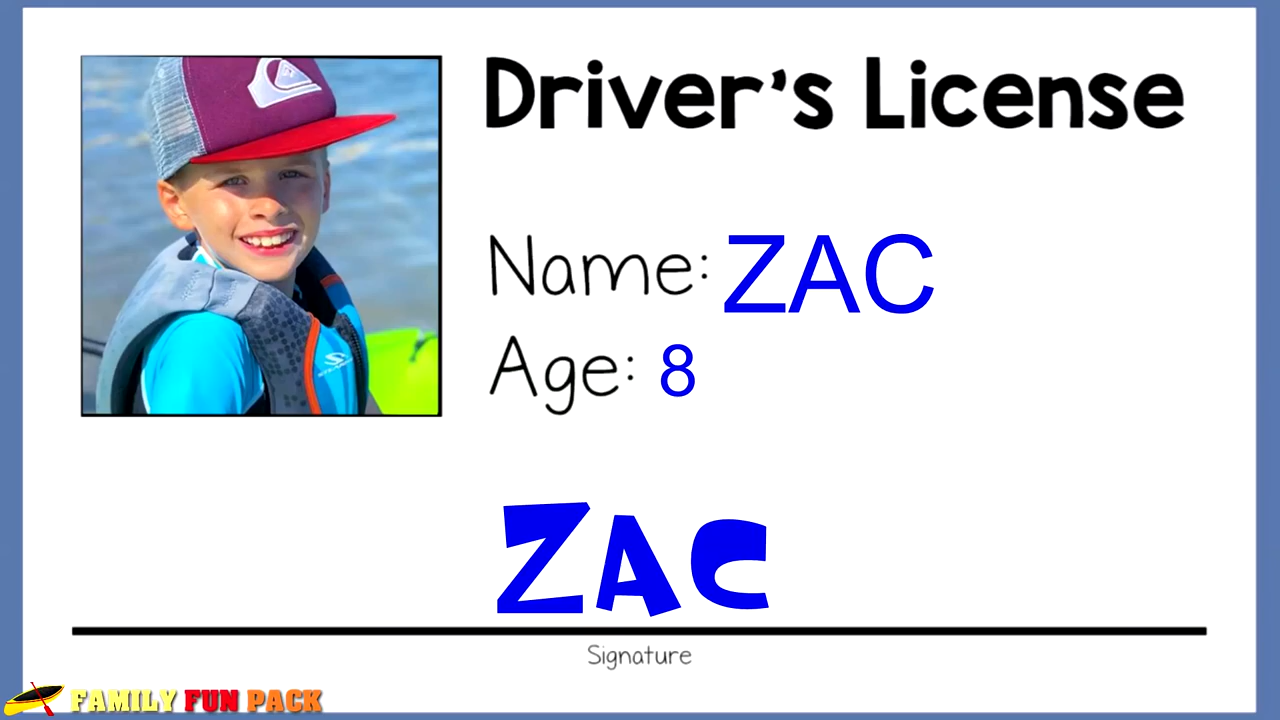 Driver's License
Name: ZAC
Age: 8
ZAC
Signature
FAMILY FUN PACK